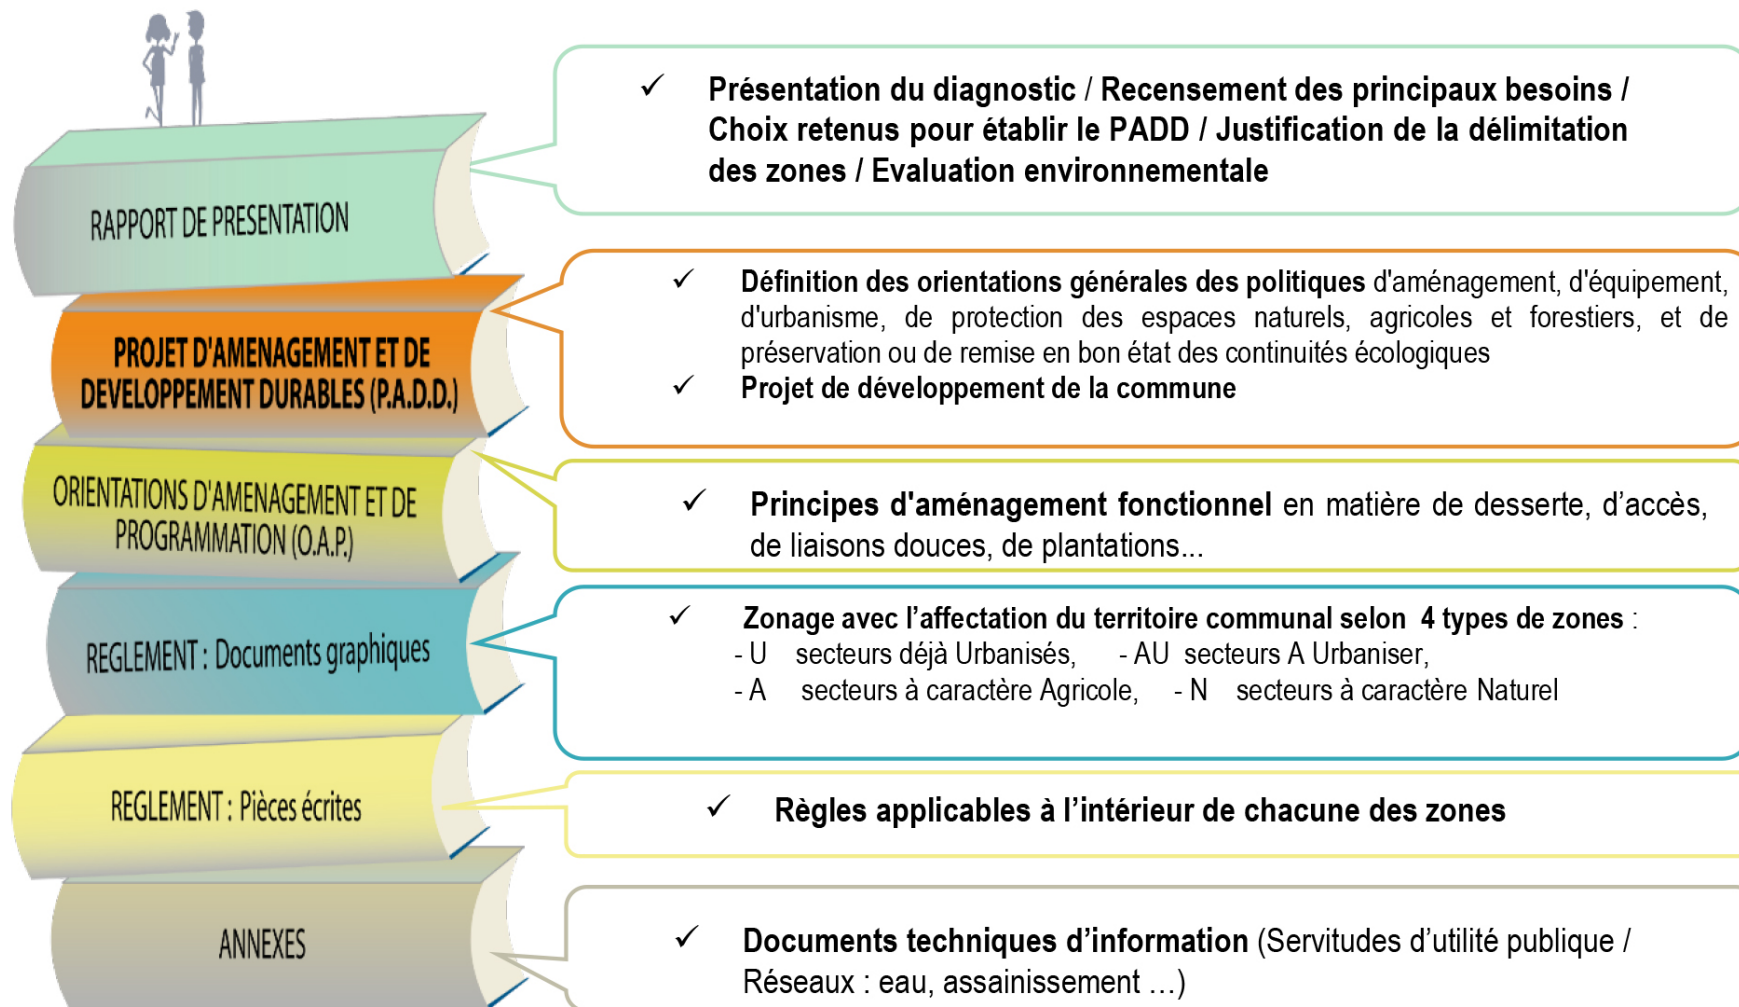 RAPPORT DE PRESENTATION
✓ Présentation du diagnostic / Recensement des principaux besoins /
Choix retenus pour établir le PADD / Justification de la délimitation
des zones / Evaluation environnementale
PROJET D'AMENAGEMENT ET DE
DEVELOPPEMENT DURABLES (P.A.D.D.)
✓ Définition des orientations générales des politiques d'aménagement, d'équipement,
d'urbanisme, de protection des espaces naturels, agricoles et forestiers, et de
préservation ou de remise en bon état des continuités écologiques
✓ Projet de développement de la commune
ORIENTATIONS D'AMENAGEMENT ET DE
PROGRAMMATION (O.A.P.)
✓ Principes d'aménagement fonctionnel en matière de desserte, d’accès,
de liaisons douces, de plantations...
REGLEMENT : Documents graphiques
✓ Zonage avec l’affectation du territoire communal selon 4 types de zones :
- U secteurs déjà Urbanisés, - AU secteurs A Urbaniser,
- A secteurs à caractère Agricole, - N secteurs à caractère Naturel
REGLEMENT : Pièces écrites
✓ Règles applicables à l’intérieur de chacune des zones
ANNEXES
✓ Documents techniques d’information (Servitudes d’utilité publique /
Réseaux : eau, assainissement …)